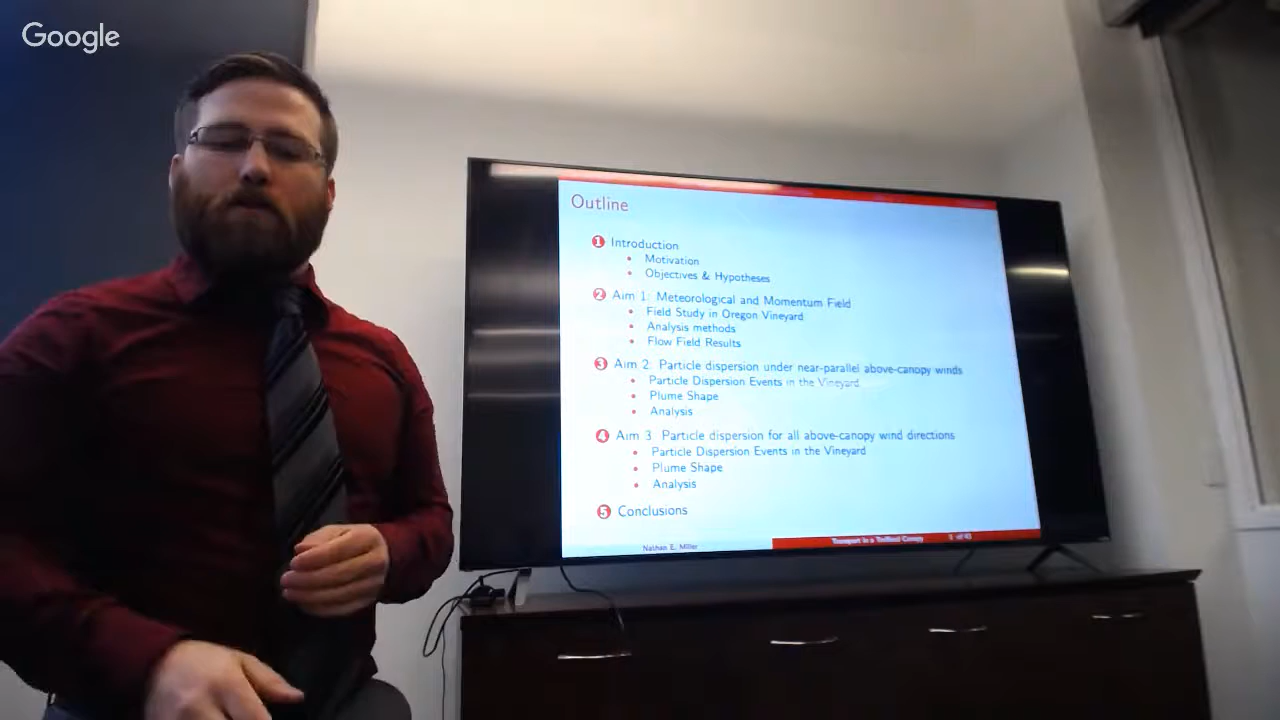 Google
Outline
1 Introduction
• Motivation
• Objectives & Hypotheses
2 Aim 1: Meteorological and Momentum Field
• Field Study in Oregon Vineyard
• Analysis methods
• Flow Field Results
3 Aim 2: Particle dispersion under near-parallel above-canopy winds
• Particle Dispersion Events in the Vineyard
• Plume Shape
• Analysis
4 Aim 3: Particle dispersion for all above-canopy wind directions
• Particle Dispersion Events in the Vineyard
• Plume Shape
• Analysis
5 Conclusions
Nathan E. Miller Transport in a Trellised Canopy of 43